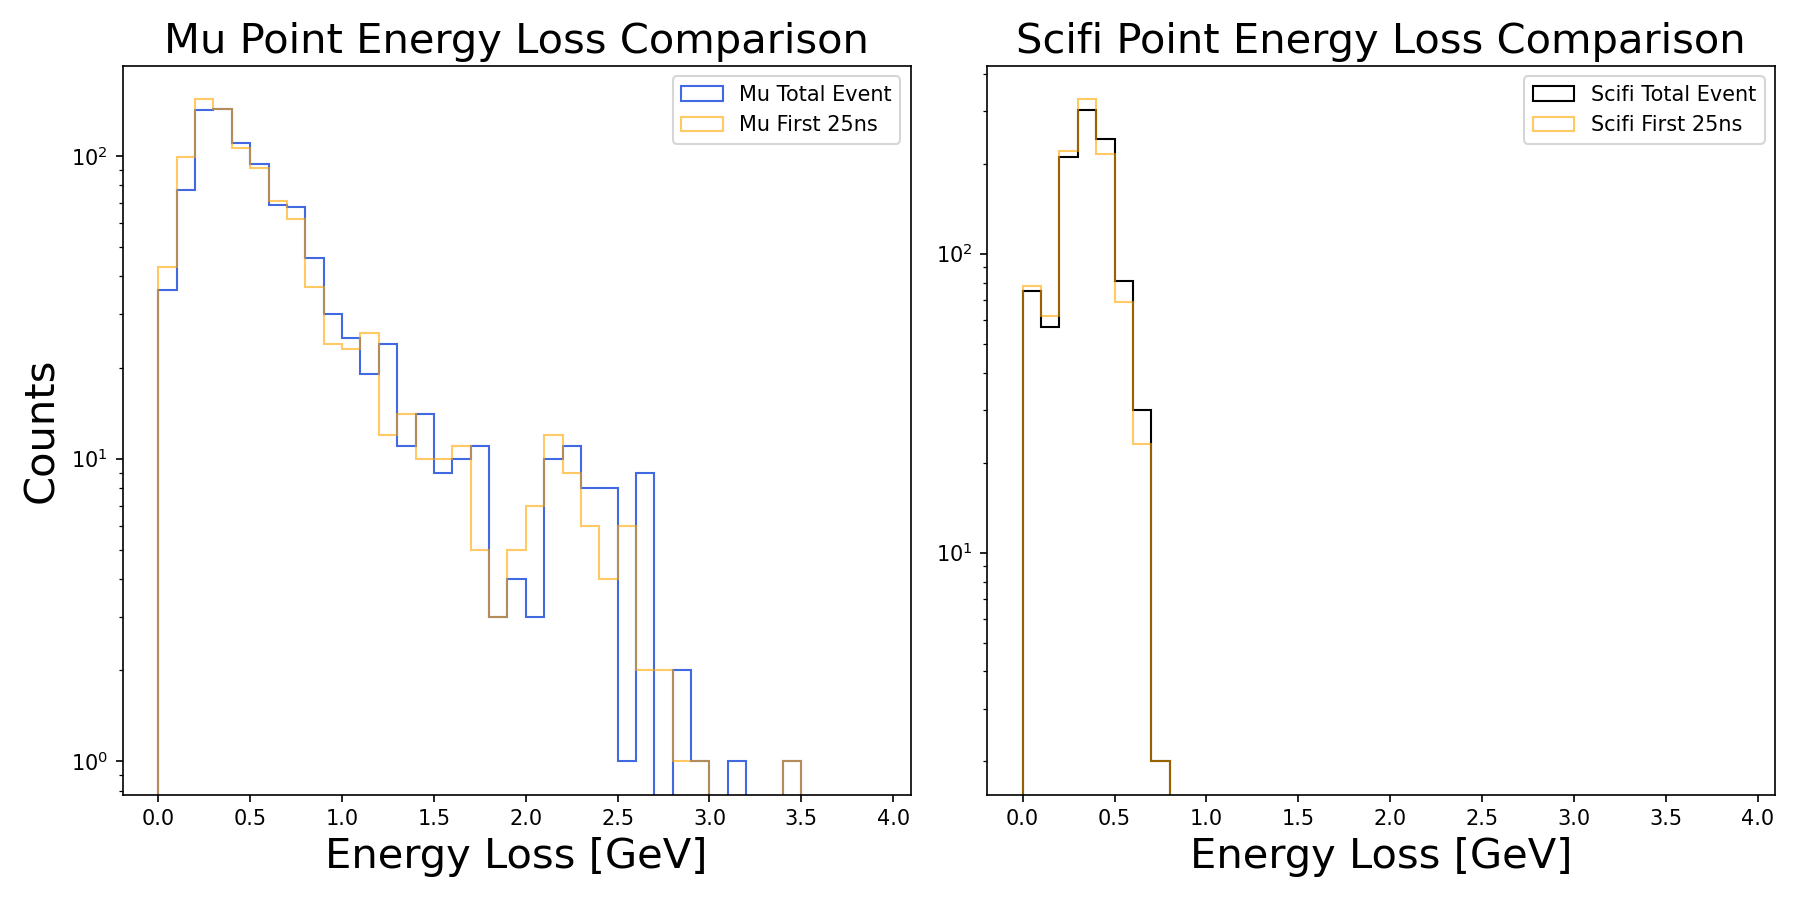 Mu Point Energy Loss Comparison
Mu Total Event
Mu First 25ns
Counts
10²
10¹
10⁰
0.0 0.5 1.0 1.5 2.0 2.5 3.0 3.5 4.0
Energy Loss [GeV]
Scifi Point Energy Loss Comparison
Scifi Total Event
Scifi First 25ns
10²
10¹
0.0 0.5 1.0 1.5 2.0 2.5 3.0 3.5 4.0
Energy Loss [GeV]